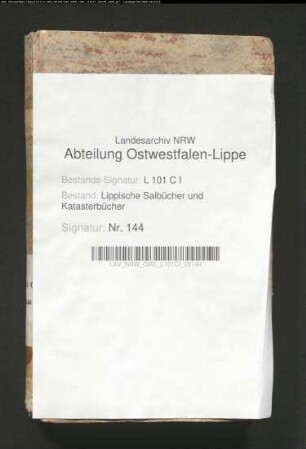 Landesarchiv NRW
Abteilung Ostwestfalen-Lippe
Bestands-Signatur: L 101 C I
Bestand: Lippische Salbücher und
Katasterbücher
Signatur: Nr. 144